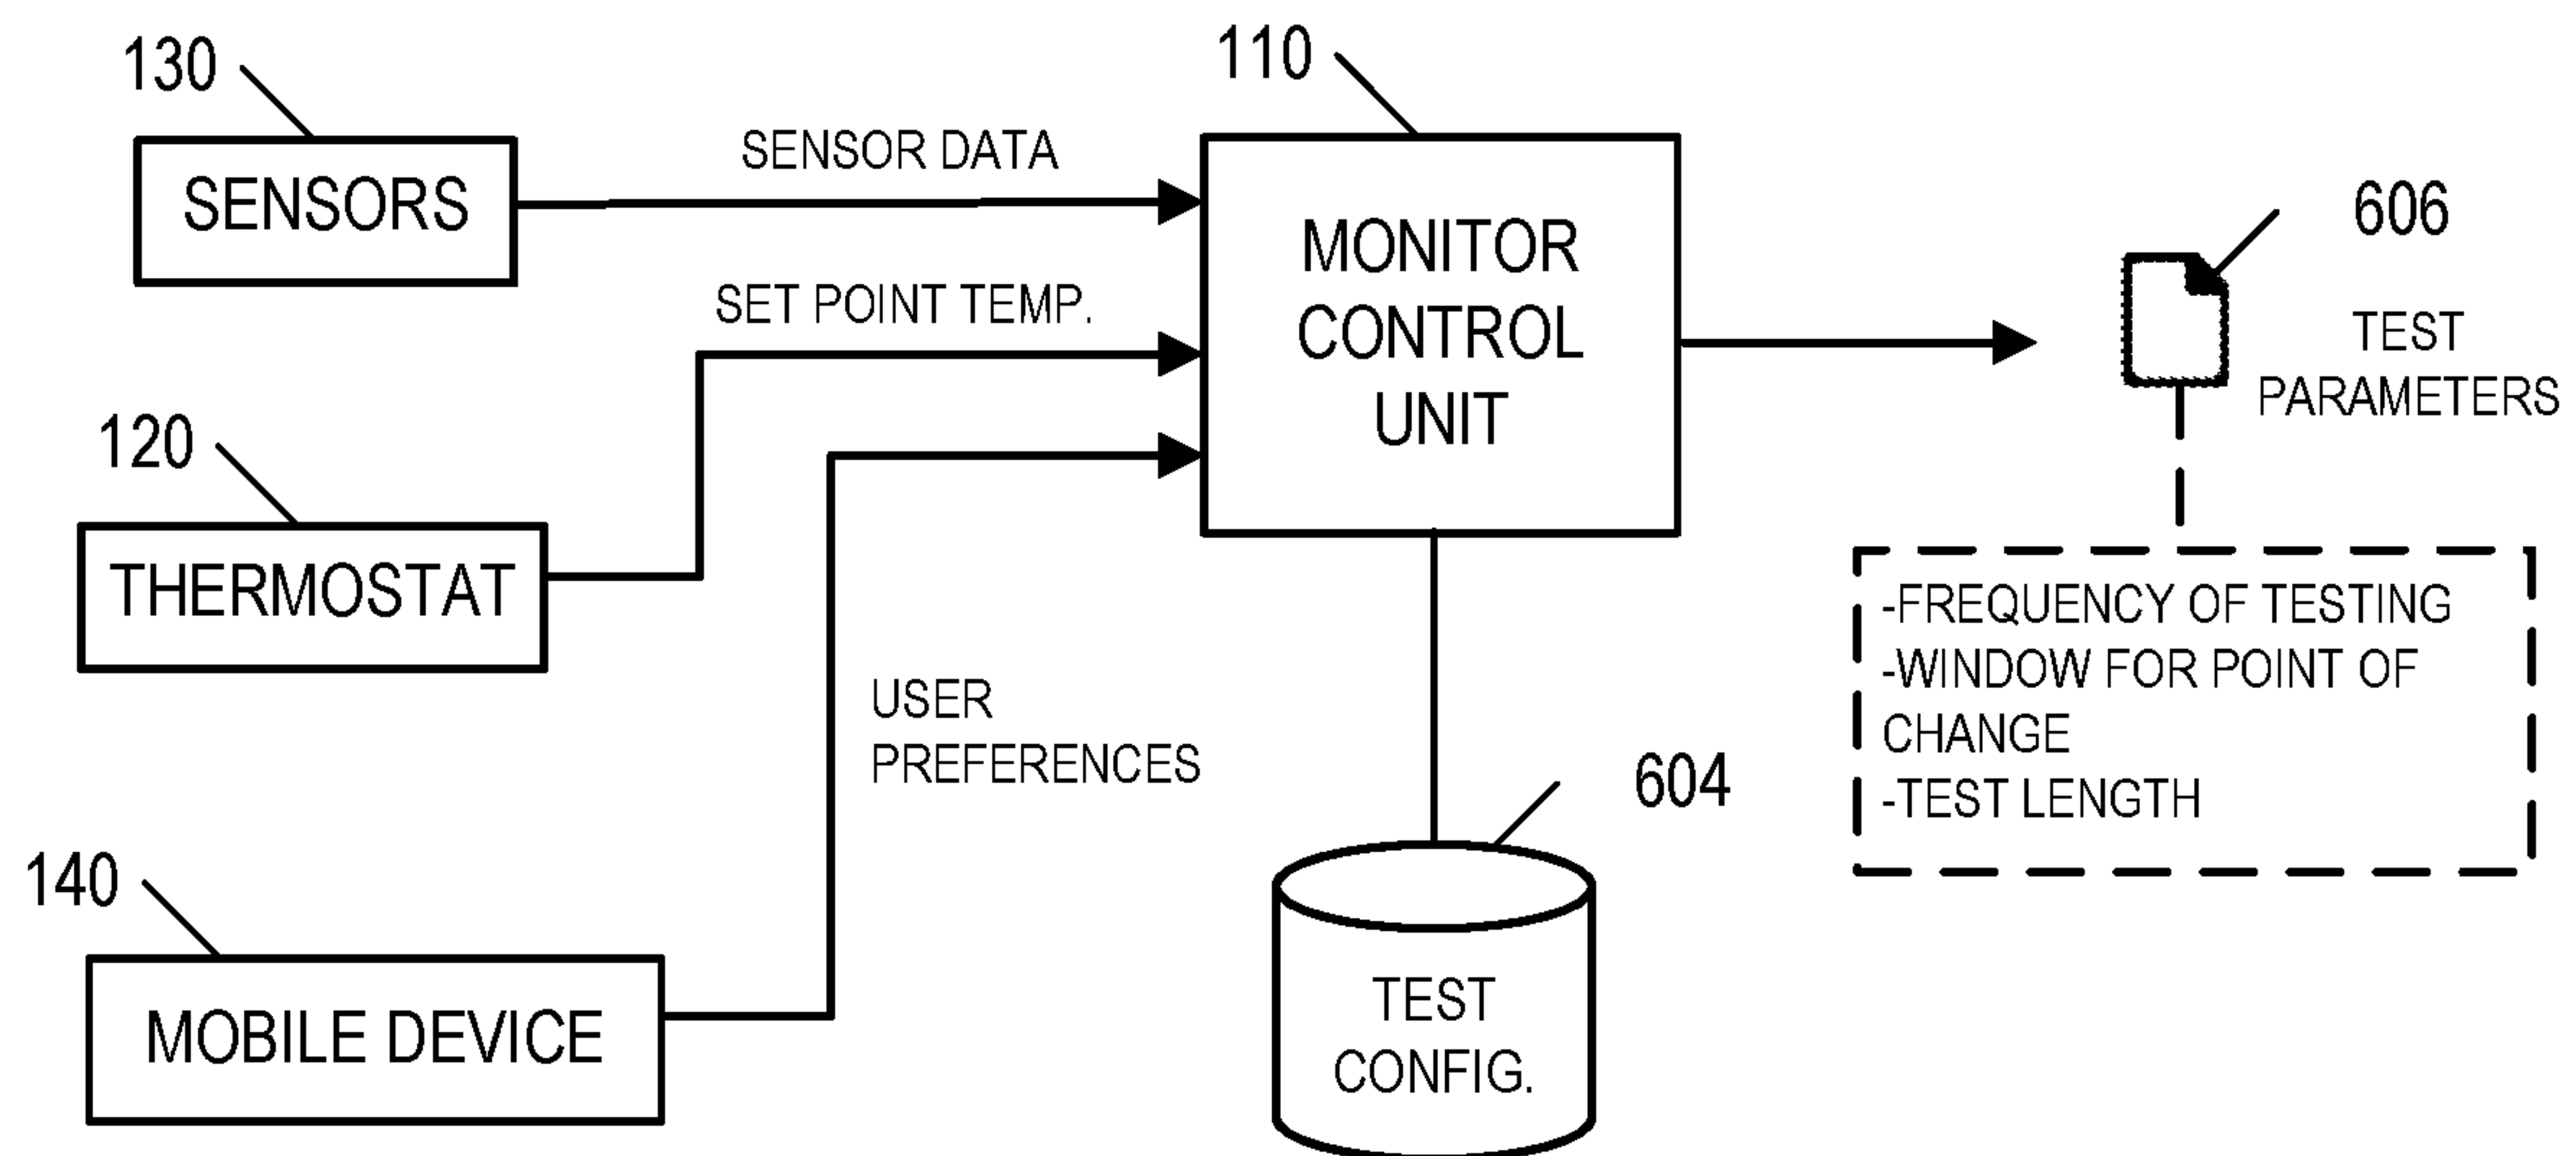 130
SENSORS
SENSOR DATA
110
MONITOR
CONTROL
UNIT
606
TEST
PARAMETERS
SET POINT TEMP.
120
THERMOSTAT
USER
PREFERENCES
-FREQUENCY OF TESTING
-WINDOW FOR POINT OF
CHANGE
-TEST LENGTH
140
MOBILE DEVICE
604
TEST
CONFIG.